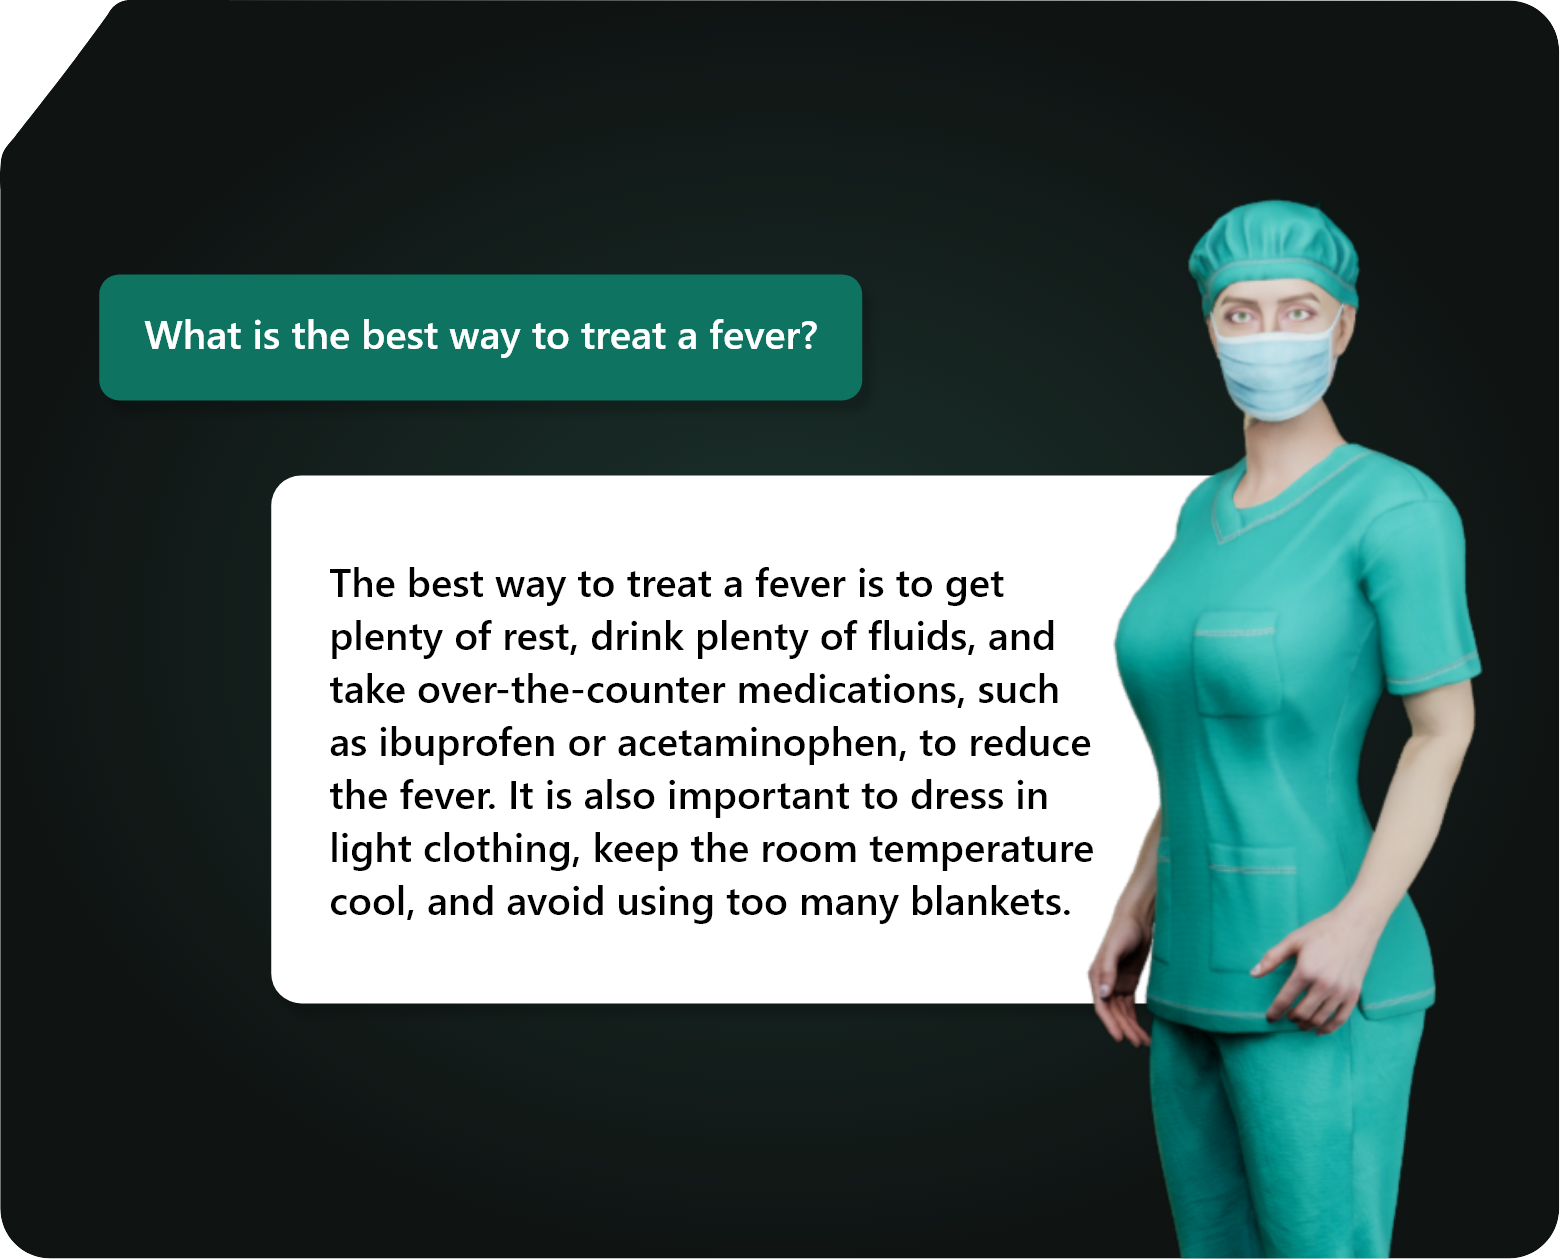 What is the best way to treat a fever?
The best way to treat a fever is to get
plenty of rest, drink plenty of fluids, and
take over-the-counter medications, such
as ibuprofen or acetaminophen, to reduce
the fever. It is also important to dress in
light clothing, keep the room temperature
cool, and avoid using too many blankets.